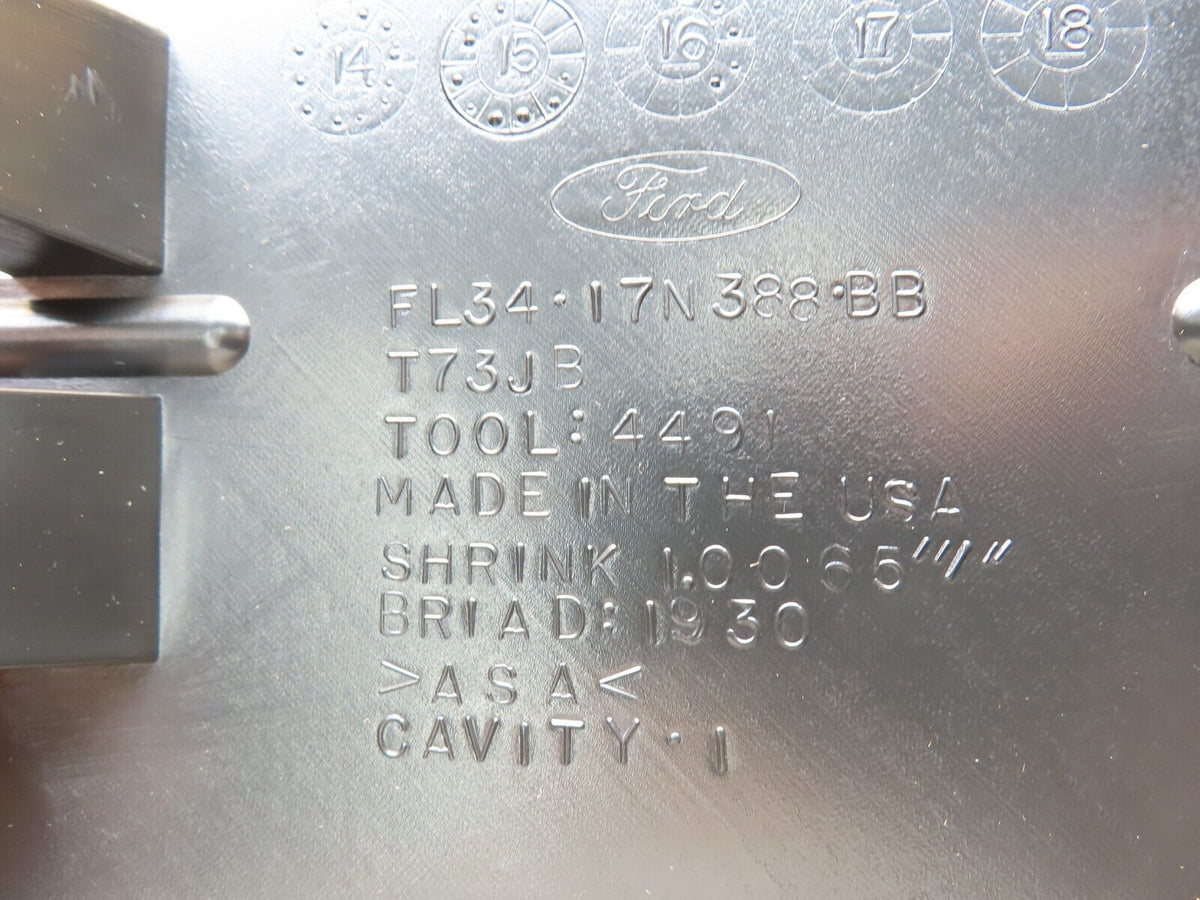 14 15 16 17 18
Ford
FL34·17N388·BB
T73JB
TOOL: 4491
MADE IN THE USA
SHRINK 1.0065"/"
BRIAD: 1930
>ASA<
CAVITY·1